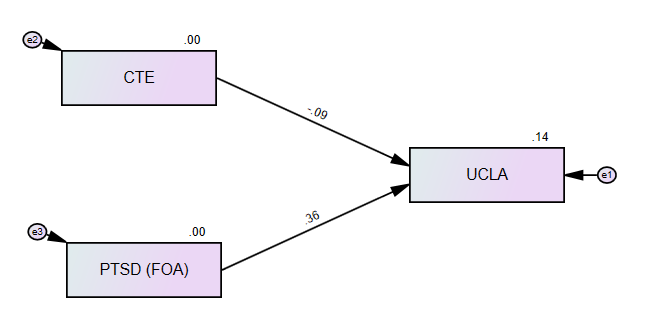 e2
.00
CTE
-.09
.14
UCLA
e1
e3
.00
.36
PTSD (FOA)